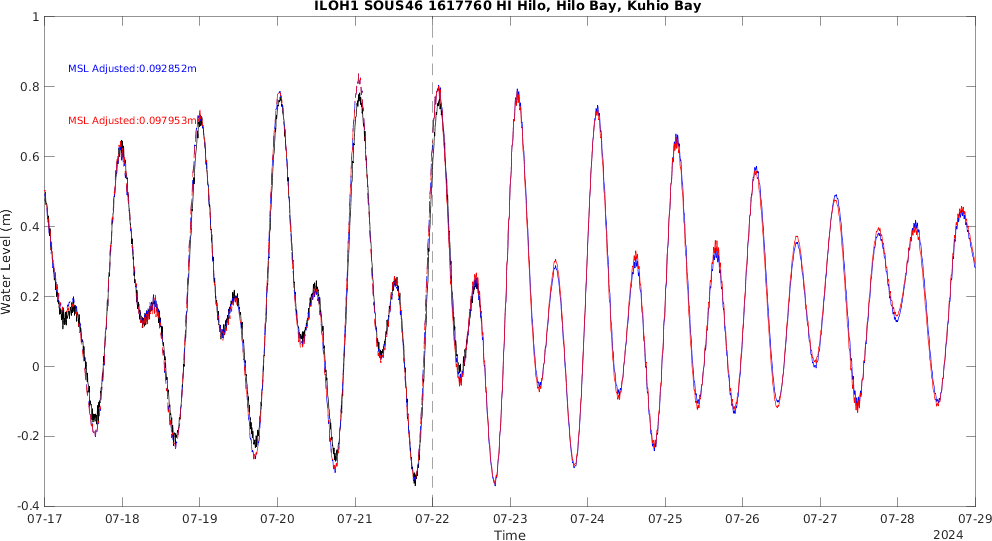 ILOH1 SOUS46 1617760 HI Hilo, Hilo Bay, Kuhio Bay
MSL Adjusted:0.092852m
MSL Adjusted:0.097953m
Water Level (m)
1
0.8
0.6
0.4
0.2
0
-0.2
-0.4
07-17 07-18 07-19 07-20 07-21 07-22 07-23 07-24 07-25 07-26 07-27 07-28 07-29
Time
2024